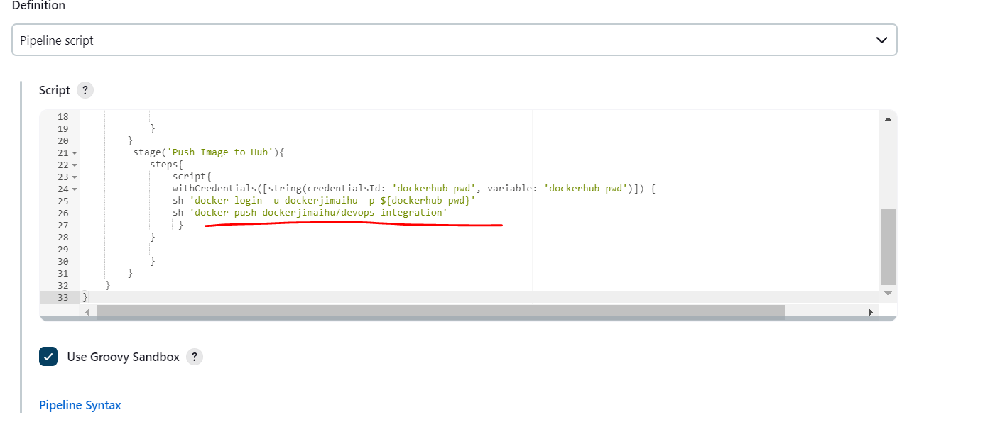 Definition
Pipeline script
Script ?
18
19 }
20 }
21 stage('Push Image to Hub'){
22 steps{
23 script{
24 withCredentials([string(credentialsId: 'dockerhub-pwd', variable: 'dockerhub-pwd')]) {
25 sh 'docker login -u dockerjimaihu -p ${dockerhub-pwd}'
26 sh 'docker push dockerjimaihu/devops-integration'
27 }
28 }
29
30 }
31 }
32 }
33 }
Use Groovy Sandbox ?
Pipeline Syntax